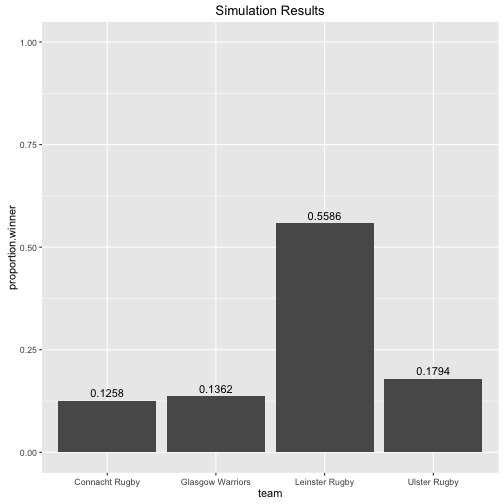 Simulation Results
1.00
0.75
0.50
0.25
0.00
proportion.winner
0.1258
0.1362
0.5586
0.1794
Connacht Rugby
Glasgow Warriors
Leinster Rugby
Ulster Rugby
team